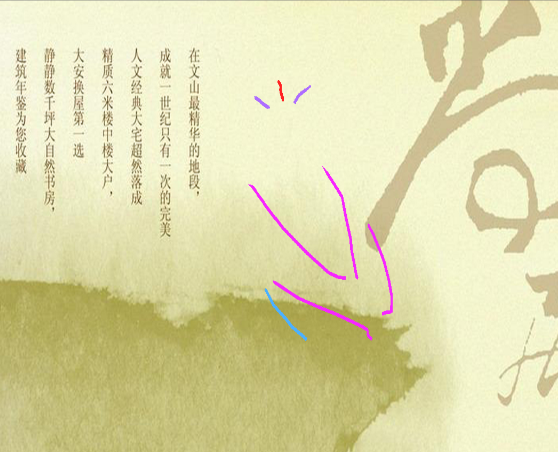 在文山最精华的地段，
成就一世纪只有一次的完美
人文经典大宅超然落成
精质六米楼中楼大户，
大安换屋第一选
静静数千坪大自然书房，
建筑年鉴为您收藏